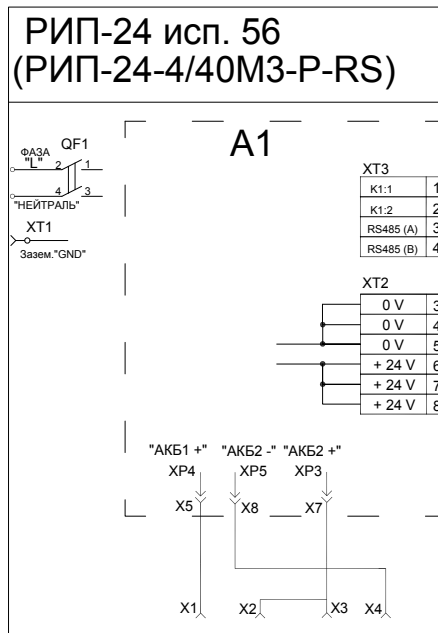 РИП-24 исп. 56
(РИП-24-4/40М3-Р-RS)
A1
ФАЗА QF1
"L" 2 1
4 3
"НЕЙТРАЛЬ"
XT1
Зазем."GND"
XT3
K1:1 1
K1:2 2
RS485 (A) 3
RS485 (B) 4
XT2
0 V 3
0 V 4
0 V 5
+ 24 V 6
+ 24 V 7
+ 24 V 8
"АКБ1 +" "АКБ2 -" "АКБ2 +"
XP4 XP5 XP3
X5 X8 X7
X1 X2 X3 X4